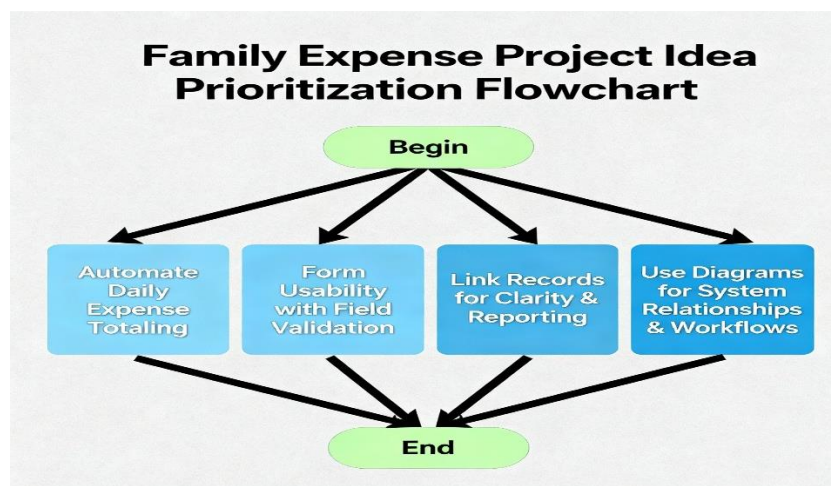 Family Expense Project Idea
Prioritization Flowchart
Begin
Automate
Daily
Expense
Totaling
Form
Usability
with Field
Validation
Link Records
for Clarity &
Reporting
Use Diagrams
for System
Relationships
& Workflows
End